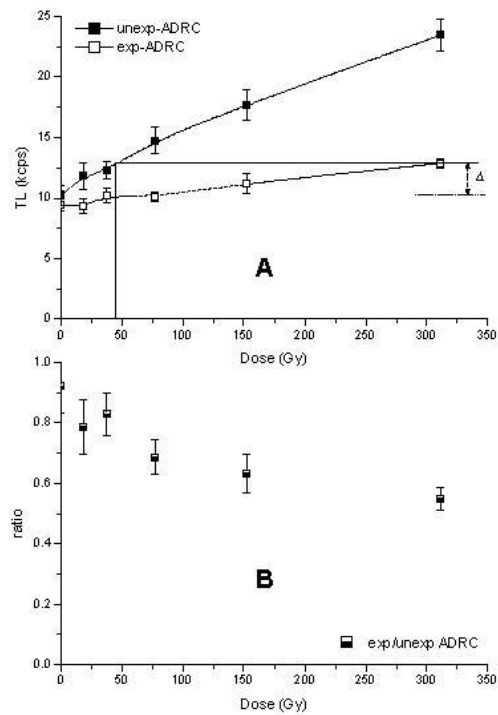 25
20
15
10
5
0
TL (kcps)
unexp-ADRC
exp-ADRC
Δ
A
0 50 100 150 200 250 300 350
Dose (Gy)
1.0
0.8
0.6
0.4
0.2
0.0
ratio
B
exp/unexp ADRC
0 50 100 150 200 250 300 350
Dose (Gy)